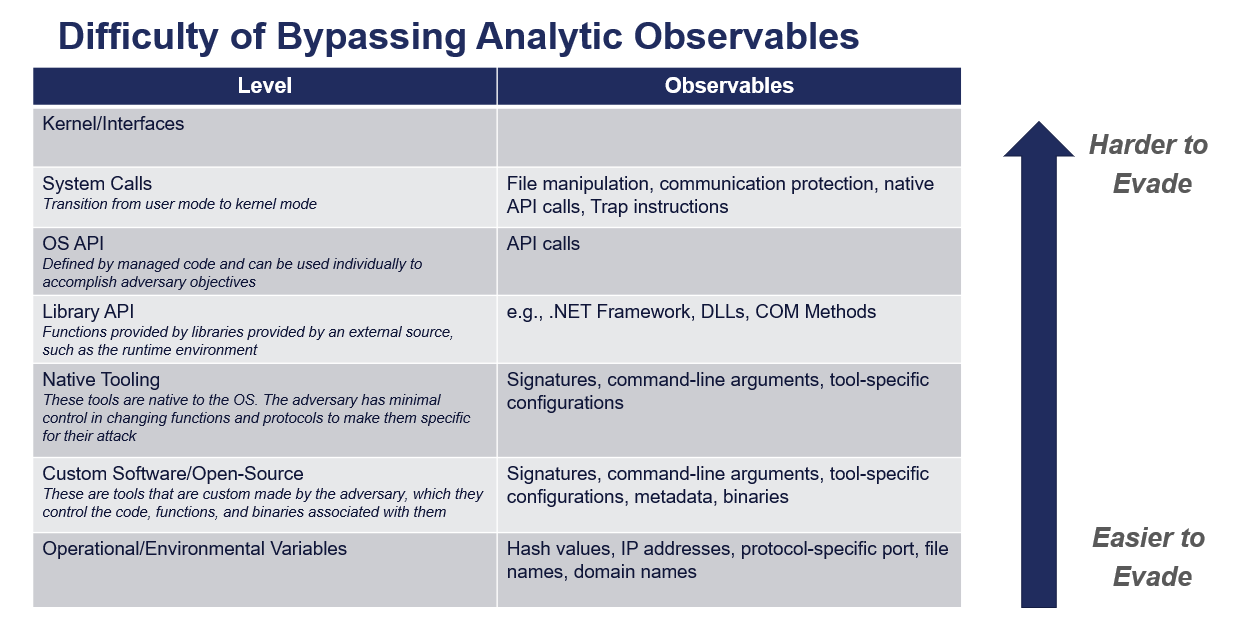 Difficulty of Bypassing Analytic Observables
Level
Observables
Kernel/Interfaces
System Calls
Transition from user mode to kernel mode
File manipulation, communication protection, native
API calls, Trap instructions
OS API
Defined by managed code and can be used individually to
accomplish adversary objectives
API calls
Library API
Functions provided by libraries provided by an external source,
such as the runtime environment
e.g., .NET Framework, DLLs, COM Methods
Native Tooling
These tools are native to the OS. The adversary has minimal
control in changing functions and protocols to make them specific
for their attack
Signatures, command-line arguments, tool-specific
configurations
Custom Software/Open-Source
These are tools that are custom made by the adversary, which they
control the code, functions, and binaries associated with them
Signatures, command-line arguments, tool-specific
configurations, metadata, binaries
Operational/Environmental Variables
Hash values, IP addresses, protocol-specific port, file
names, domain names
Harder to
Evade
Easier to
Evade